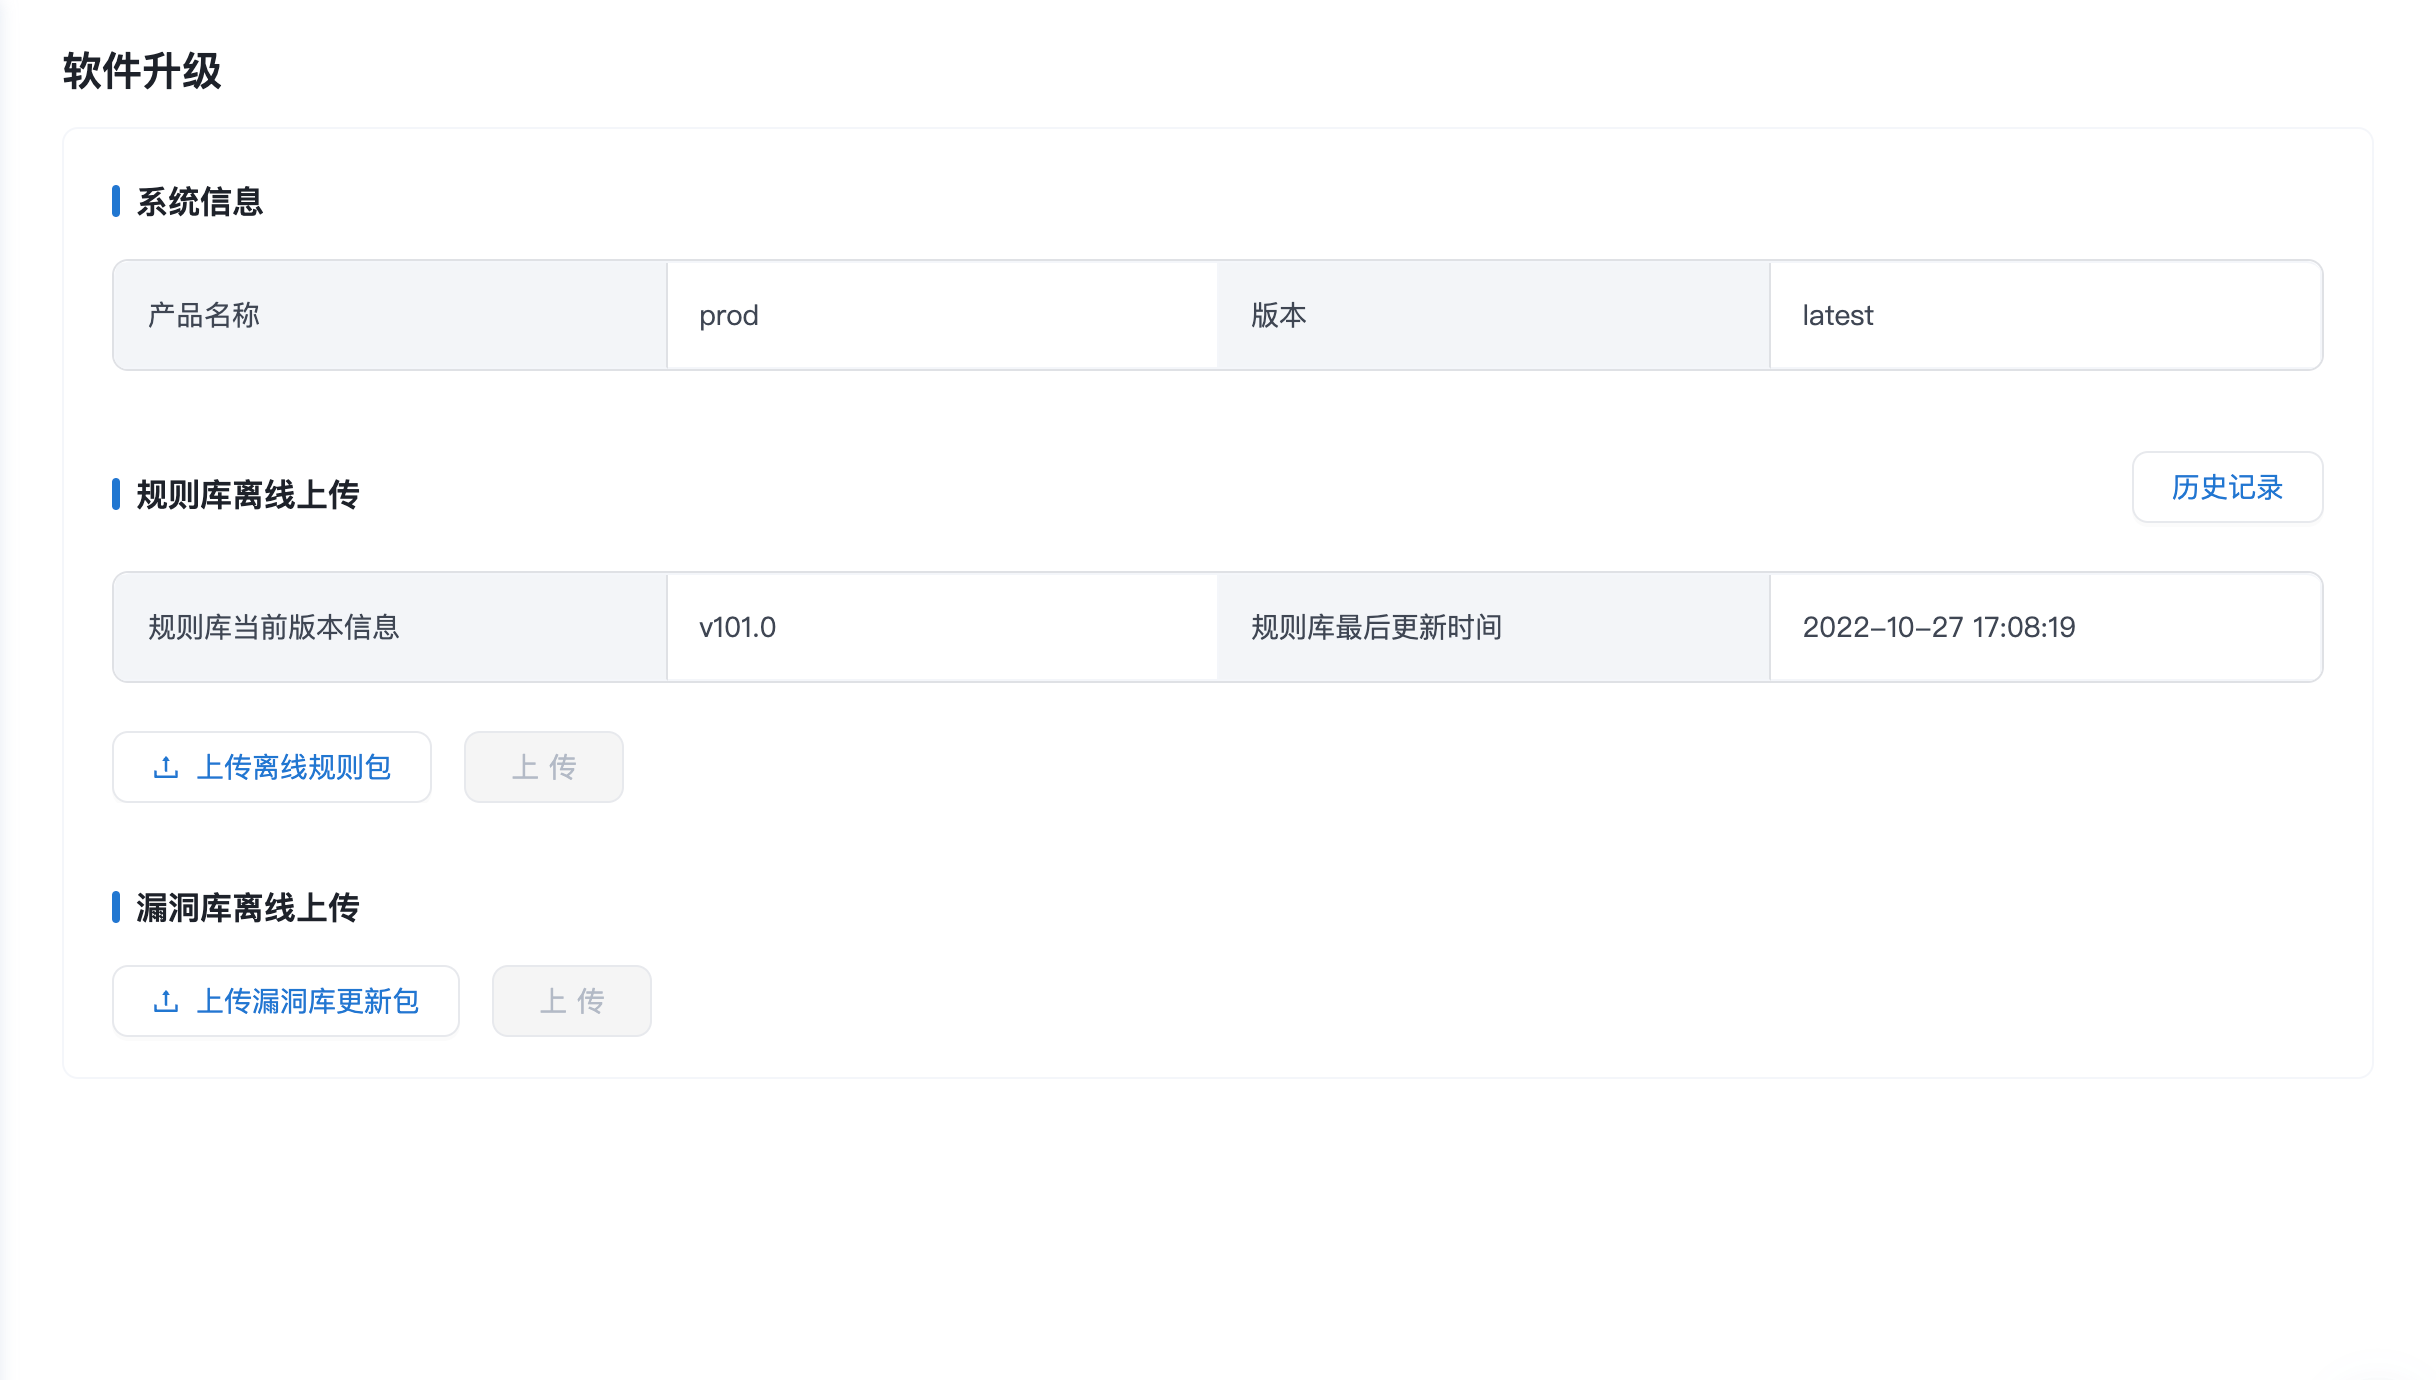 软件升级
系统信息
产品名称 prod 版本 latest
规则库离线上传 历史记录
规则库当前版本信息 v101.0 规则库最后更新时间 2022-10-27 17:08:19
上传离线规则包 上 传
漏洞库离线上传
上传漏洞库更新包 上 传